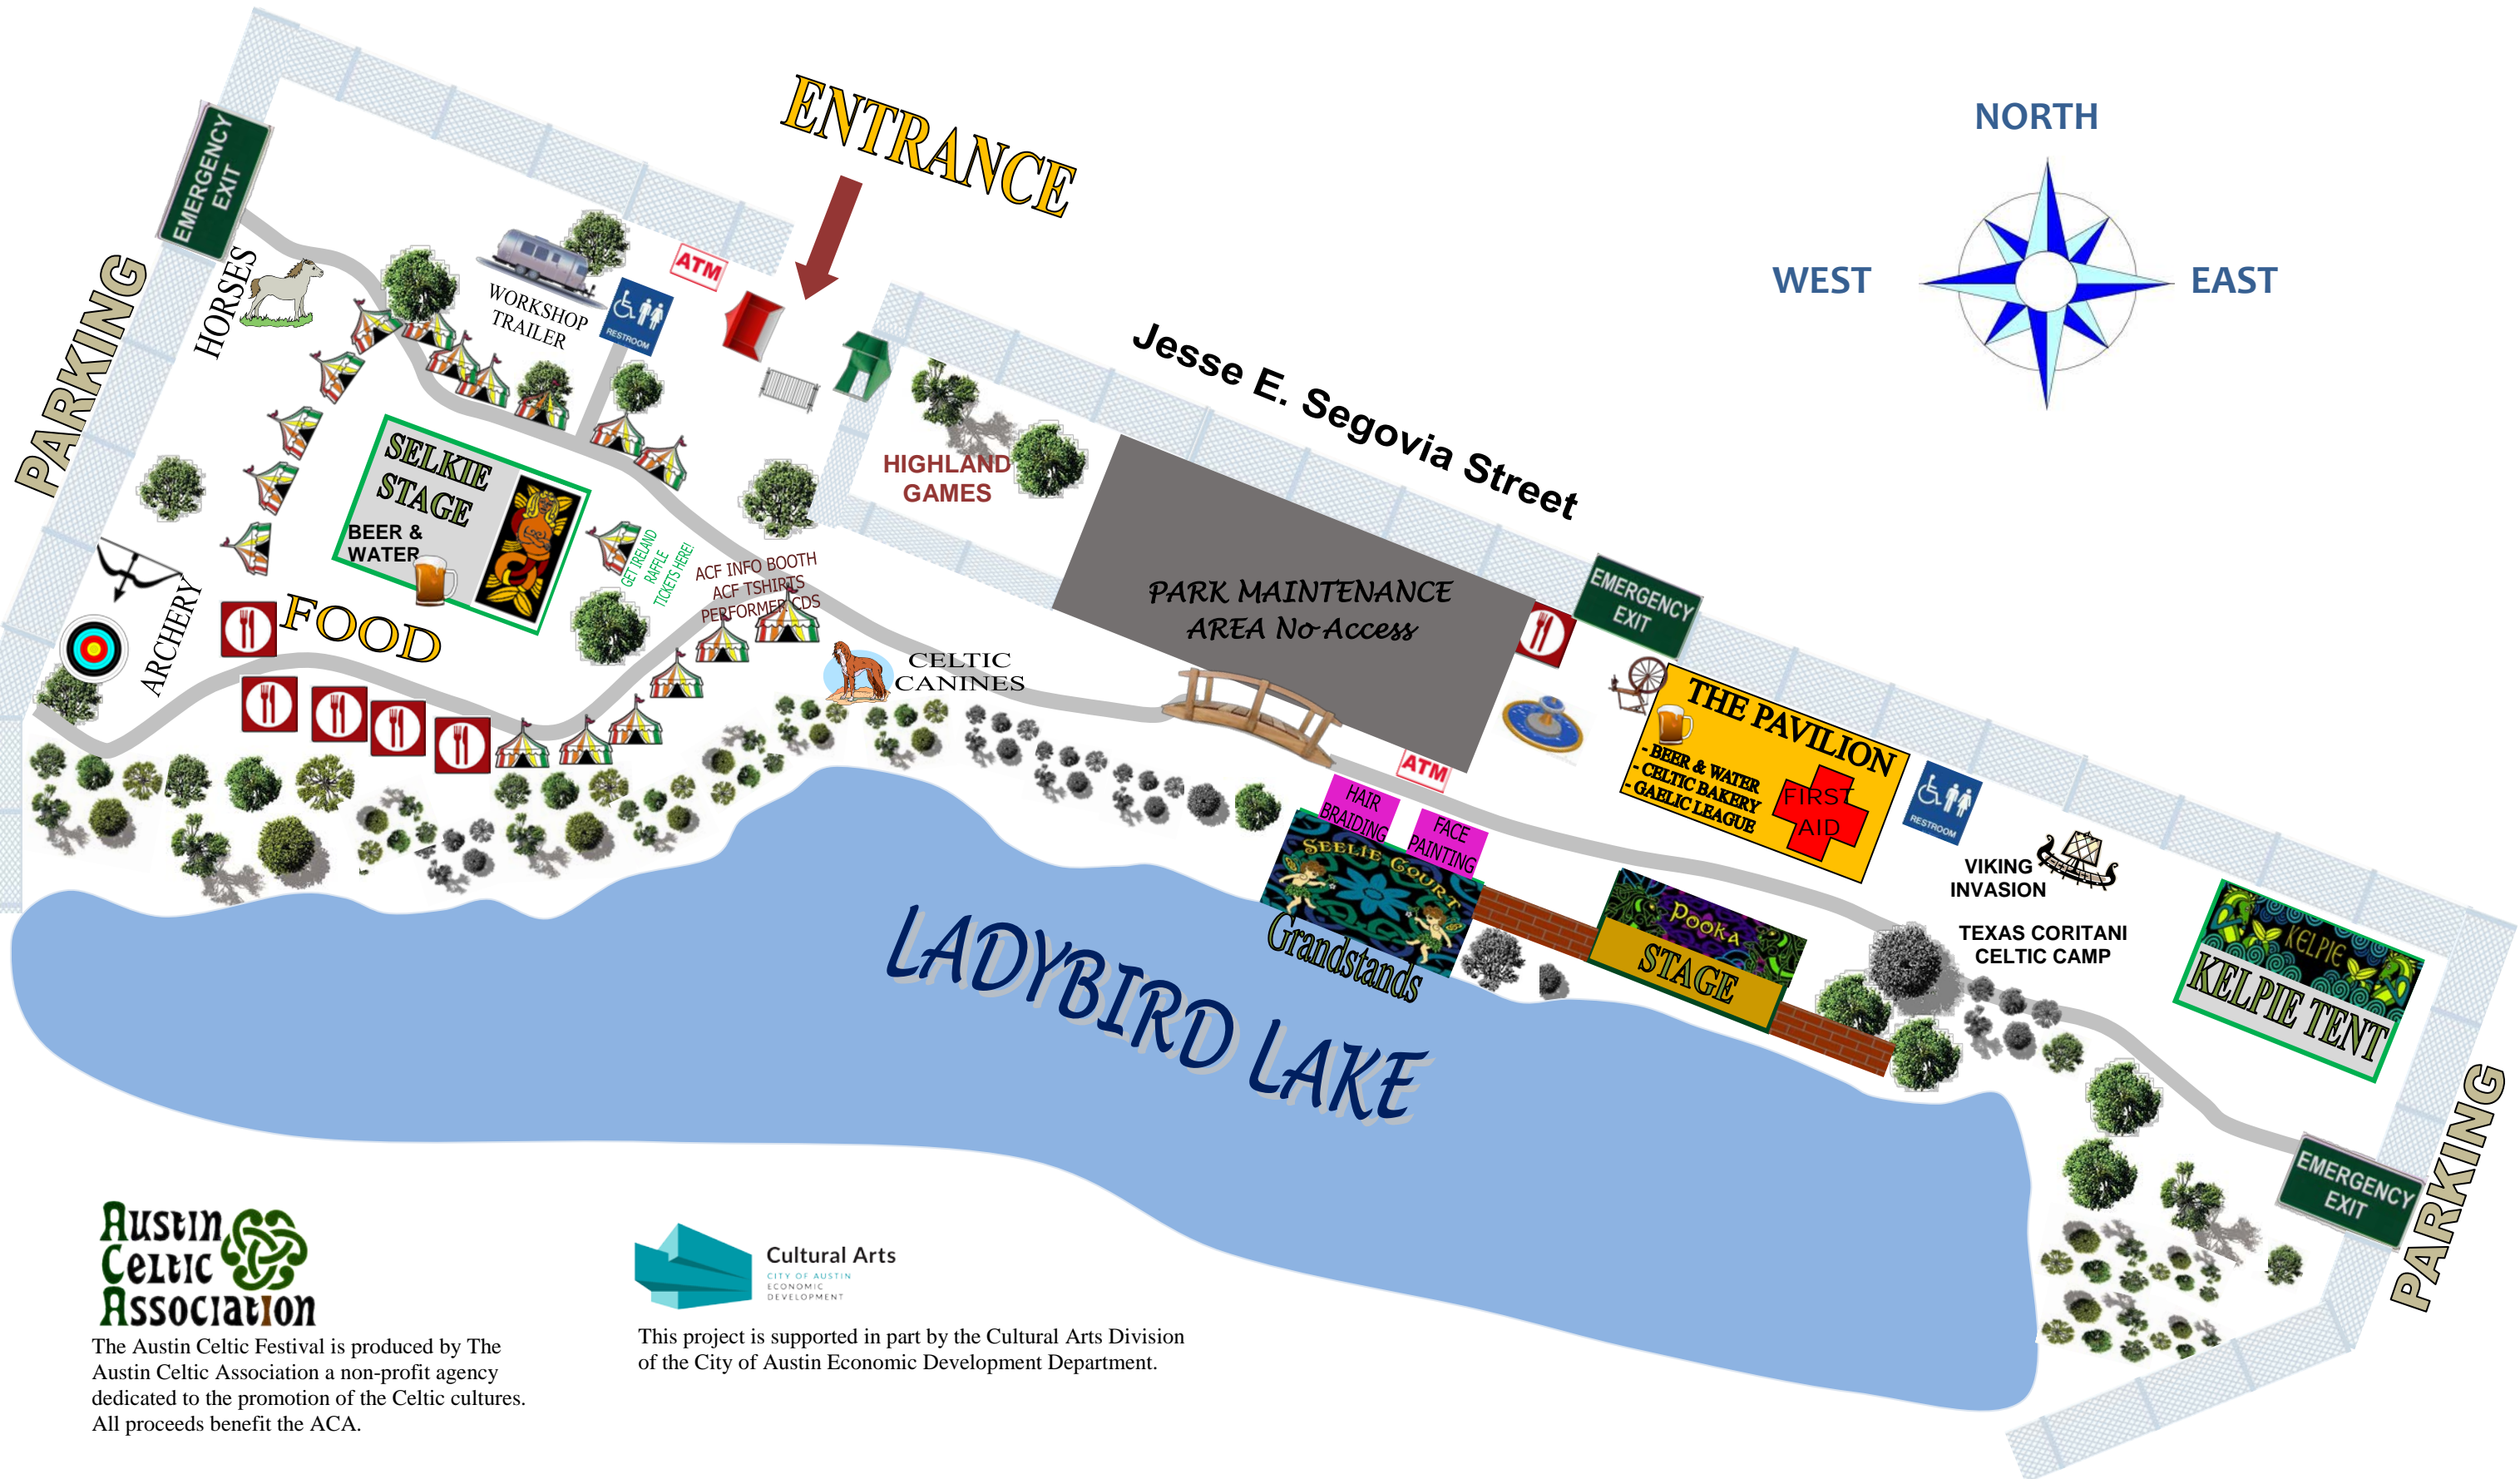 ENTRANCE
NORTH
WEST
EAST
EMERGENCY
EXIT
PARKING
HORSES
WORKSHOP
TRAILER
RESTROOM
ATM
Jesse E. Segovia Street
HIGHLAND
GAMES
SELKIE
STAGE
BEER &
WATER
GET IRELAND
RAFFLE
TICKETS HERE!
ACF INFO BOOTH
ACF TSHIRTS
PERFORMER CDS
ARCHERY
FOOD
CELTIC
CANINES
PARK MAINTENANCE
AREA No Access
EMERGENCY
EXIT
THE PAVILION
- BEER & WATER
- CELTIC BAKERY
- GAELIC LEAGUE
FIRST
AID
RESTROOM
ATM
HAIR
BRAIDING
FACE
PAINTING
SEELIE COURT
Grandstands
POOKA
STAGE
VIKING
INVASION
TEXAS CORITANI
CELTIC CAMP
KELPIE
KELPIE TENT
EMERGENCY
EXIT
PARKING
LADYBIRD LAKE
Austin
Celtic
Association
The Austin Celtic Festival is produced by The
Austin Celtic Association a non-profit agency
dedicated to the promotion of the Celtic cultures.
All proceeds benefit the ACA.
Cultural Arts
CITY OF AUSTIN
ECONOMIC
DEVELOPMENT
This project is supported in part by the Cultural Arts Division
of the City of Austin Economic Development Department.